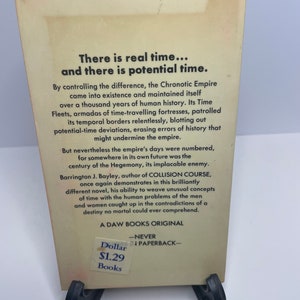 There is real time...
and there is potential time.
By controlling the difference, the Chronotic Empire
came into existence and maintained itself
over a thousand years of human history. Its Time
Fleets, armadas of time-travelling fortresses, patrolled
its temporal borders relentlessly, blotting out
potential-time deviations, erasing errors of history that
might undermine the empire.
But nevertheless the empire's days were numbered,
for somewhere in its own future was the
century of the Hegemony, its implacable enemy.
Barrington J. Bayley, author of COLLISION COURSE,
once again demonstrates in this brilliantly
different novel, his ability to weave unusual concepts
of time with the human problems of the men
and women caught up in the contradictions of a
destiny no mortal could ever comprehend.
A DAW BOOKS ORIGINAL
—NEVER
PAPERBACK—
Dollar
$1.29
Books